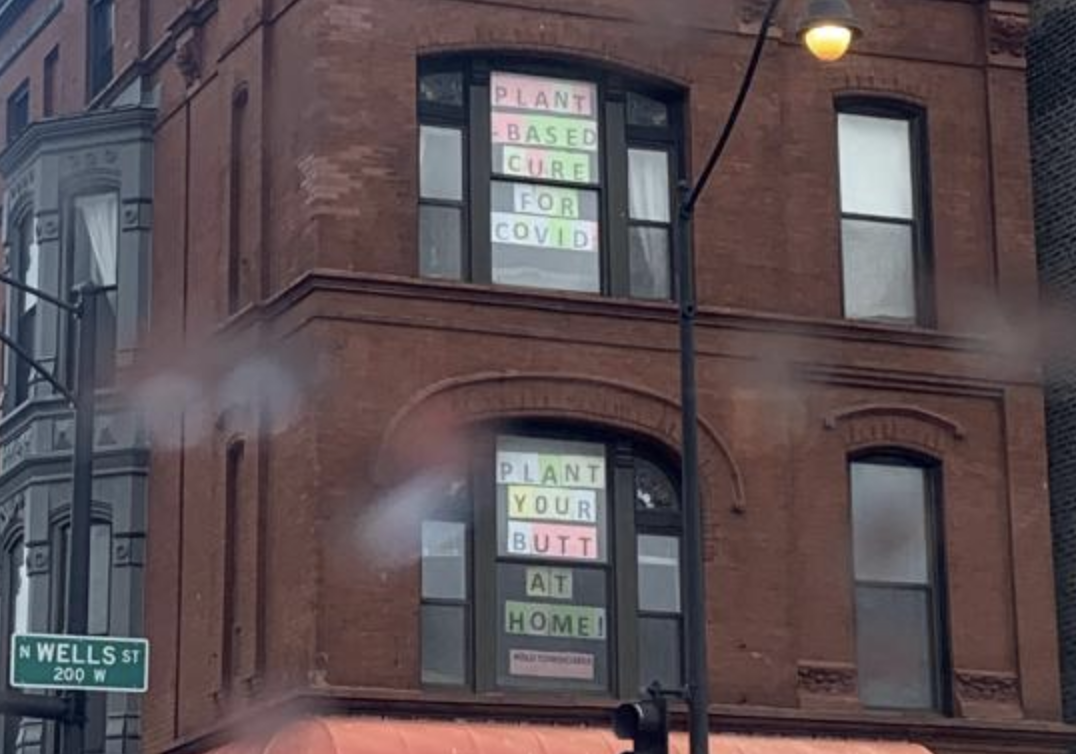 PLANT
-BASED
CURE
FOR
COVID
PLANT
YOUR
BUTT
AT
HOME!
N WELLS ST
200 W